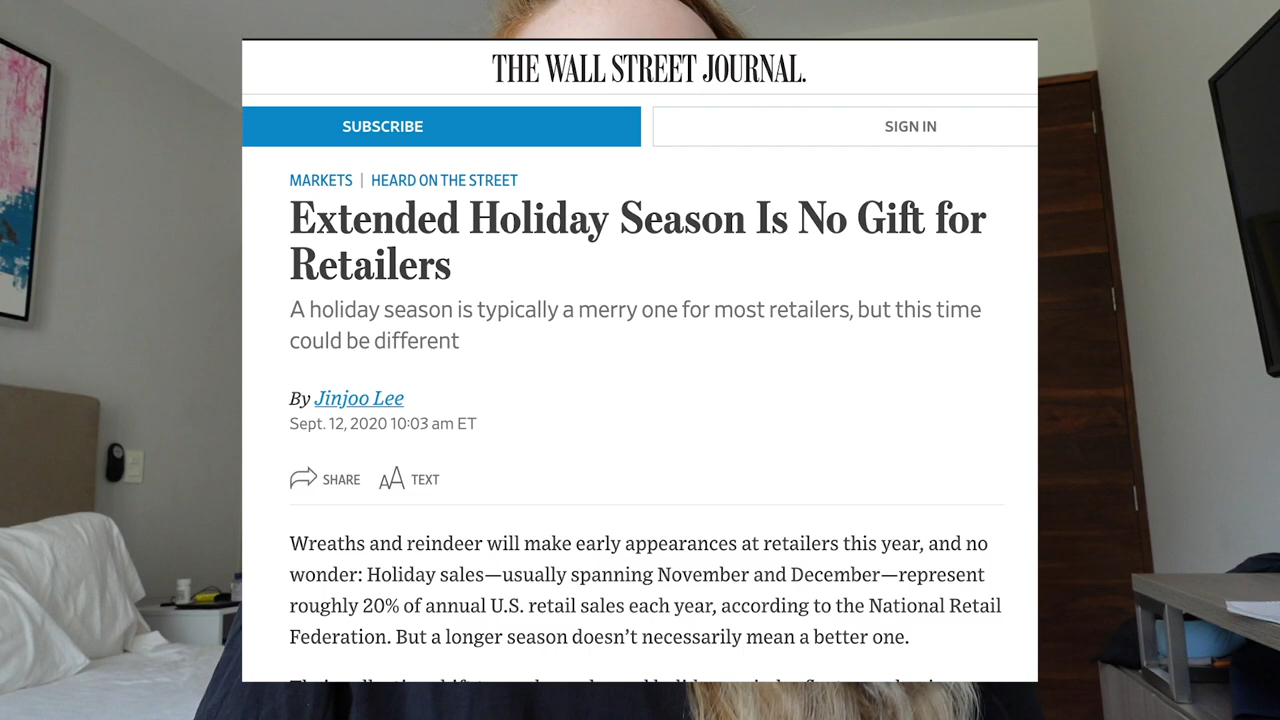 THE WALL STREET JOURNAL.
SUBSCRIBE
SIGN IN
MARKETS | HEARD ON THE STREET
Extended Holiday Season Is No Gift for
Retailers
A holiday season is typically a merry one for most retailers, but this time
could be different
By Jinjoo Lee
Sept. 12, 2020 10:03 am ET
SHARE AA TEXT
Wreaths and reindeer will make early appearances at retailers this year, and no
wonder: Holiday sales—usually spanning November and December—represent
roughly 20% of annual U.S. retail sales each year, according to the National Retail
Federation. But a longer season doesn’t necessarily mean a better one.